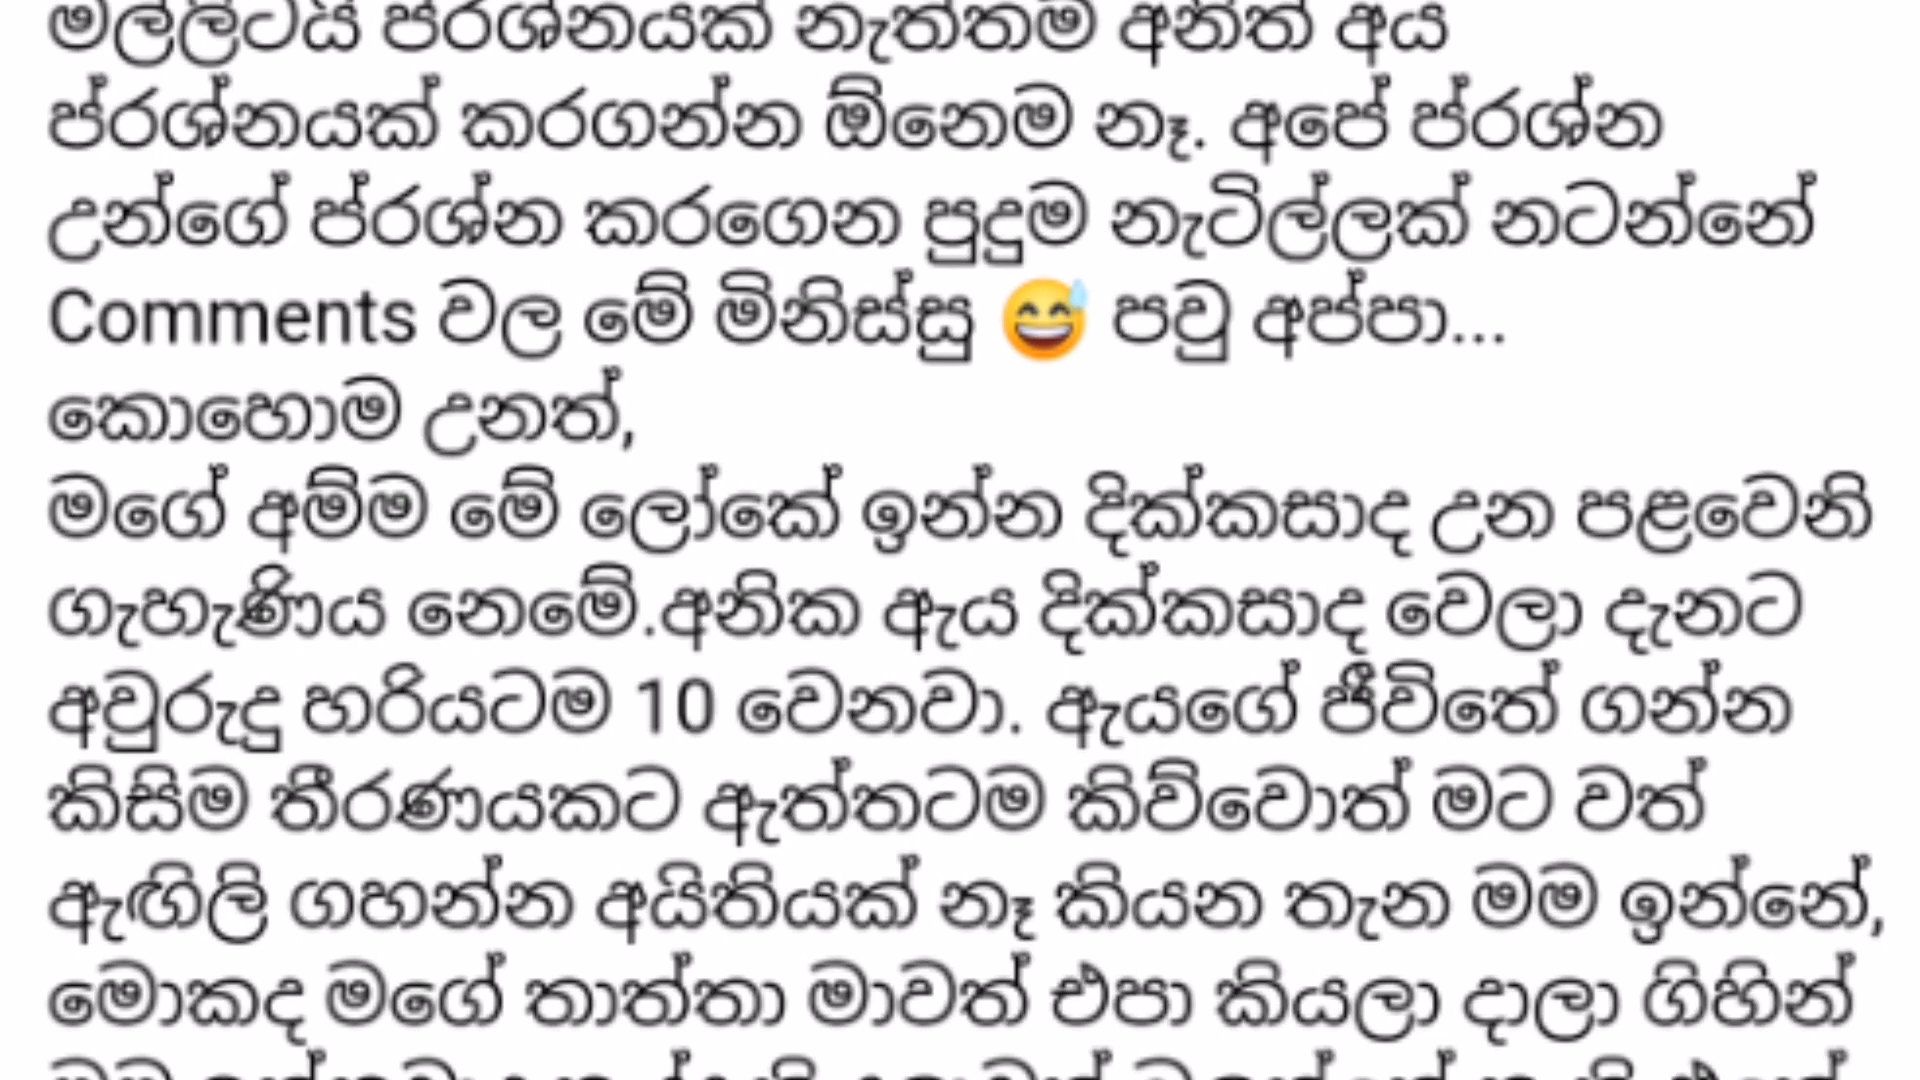 මල්ලිටයි ප්රශ්නයක් නැත්තම් අනිත් අය
ප්රශ්නයක් කරගන්න ඕනෙම නෑ. අපේ ප්රශ්න
උන්ගේ ප්රශ්න කරගෙන පුදුම නැටිල්ලක් නටන්නේ
Comments වල මේ මිනිස්සු 😅 පවු අප්පා...
කොහොම උනත්,
මගේ අම්ම මේ ලෝකේ ඉන්න දික්කසාද උන පළවෙනි
ගැහැණිය නෙමේ.අනික ඇය දික්කසාද වෙලා දැනට
අවුරුදු හරියටම 10 වෙනවා. ඇයගේ ජීවිතේ ගන්න
කිසිම තීරණයකට ඇත්තටම කිව්වොත් මට වත්
ඇඟිලි ගහන්න අයිතියක් නෑ කියන තැන මම ඉන්නේ,
මොකද මගේ තාත්තා මාවත් එපා කියලා දාලා ගිහින්